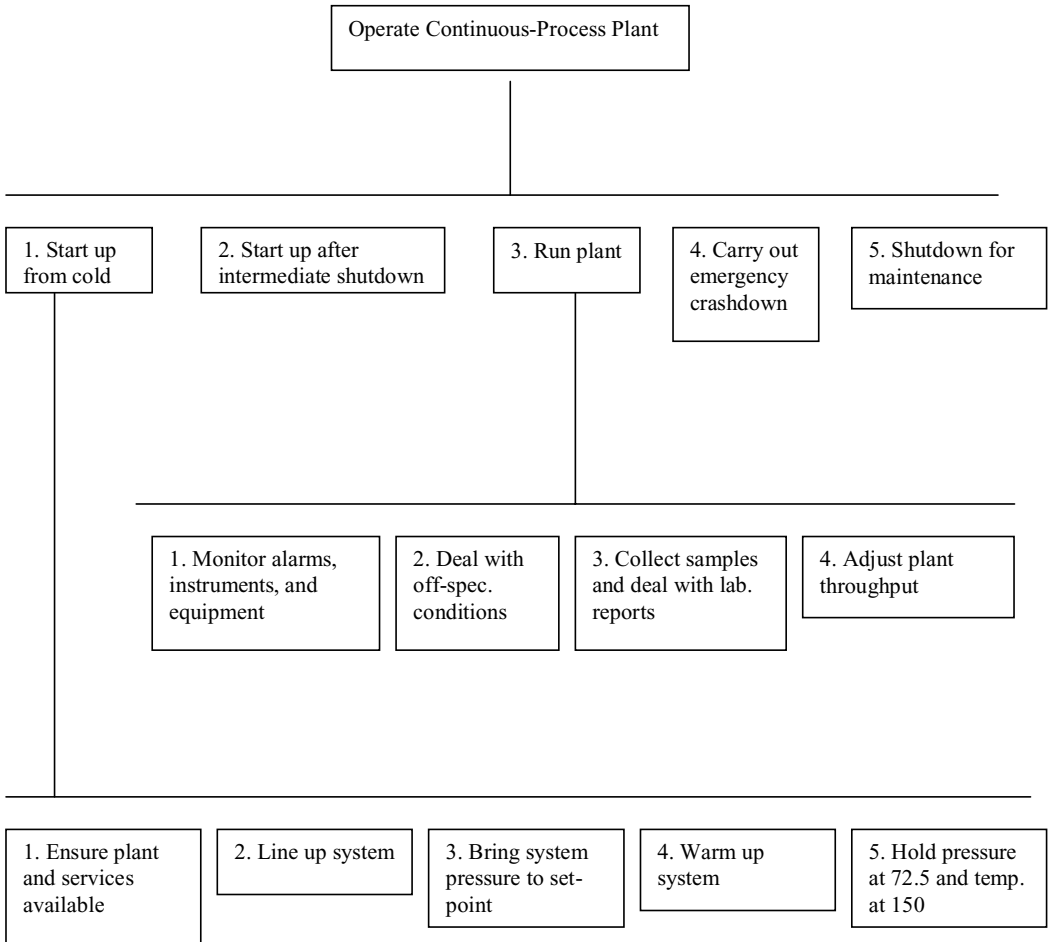 Operate Continuous-Process Plant
1. Start up
from cold
2. Start up after
intermediate shutdown
3. Run plant
4. Carry out
emergency
crashdown
5. Shutdown for
maintenance
1. Monitor alarms,
instruments, and
equipment
2. Deal with
off-spec.
conditions
3. Collect samples
and deal with lab.
reports
4. Adjust plant
throughput
1. Ensure plant
and services
available
2. Line up system
3. Bring system
pressure to set-
point
4. Warm up
system
5. Hold pressure
at 72.5 and temp.
at 150